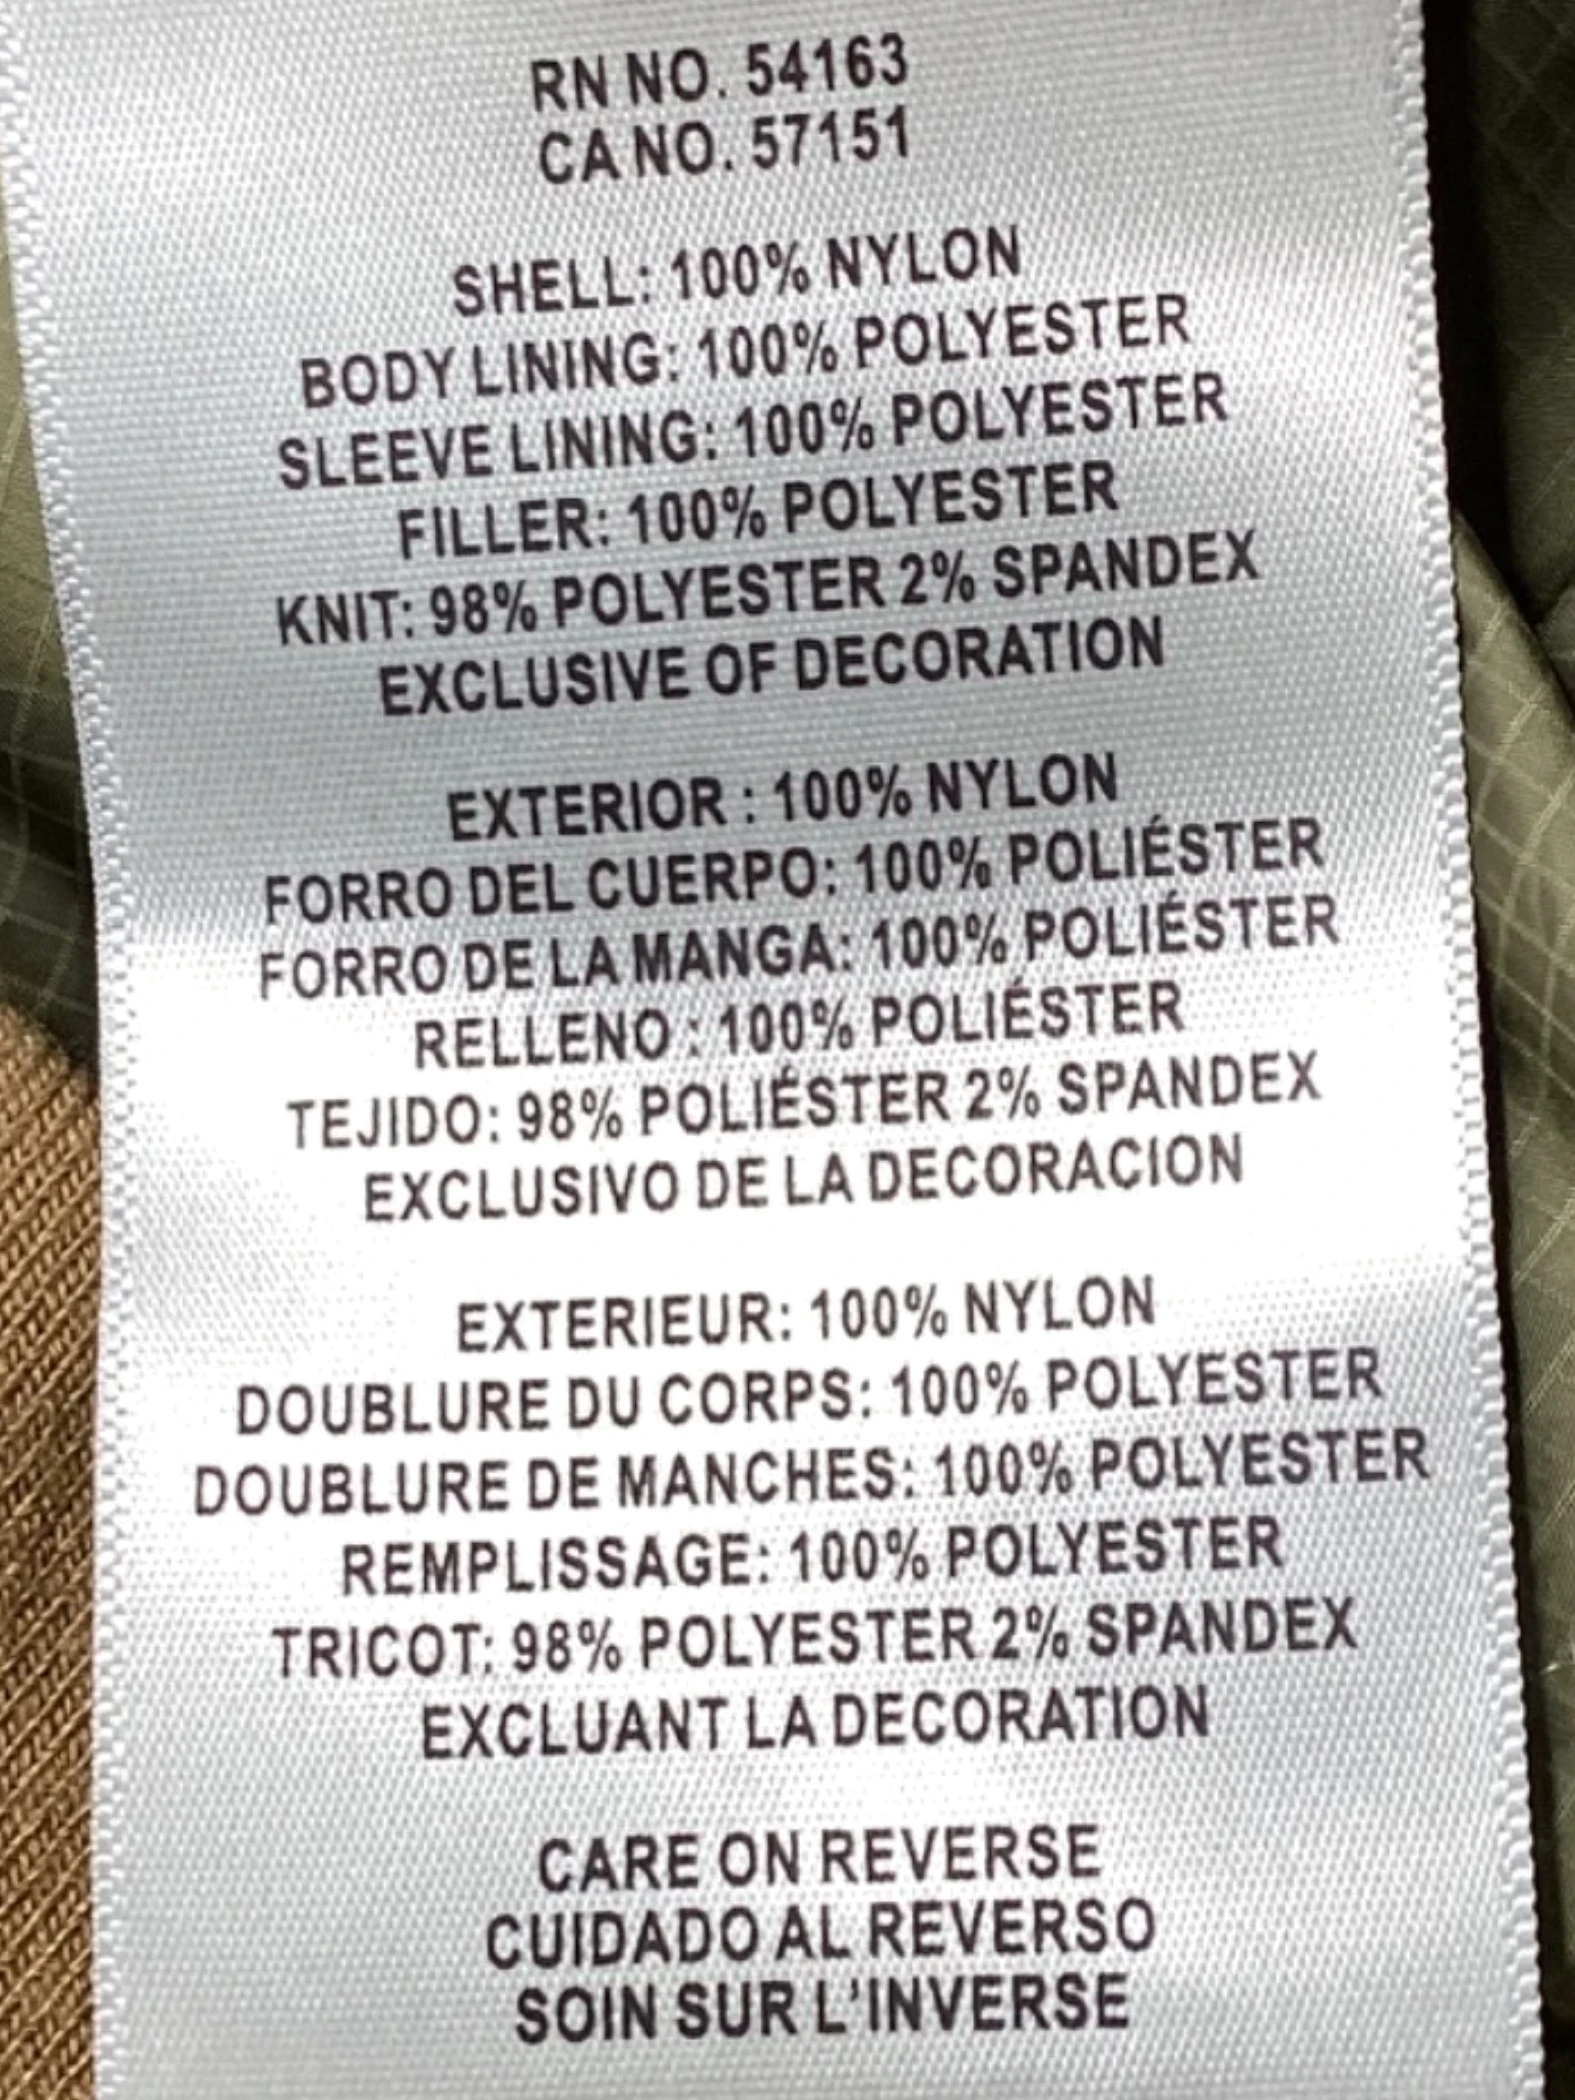 RN NO. 54163
CA NO. 57151
SHELL: 100% NYLON
BODY LINING: 100% POLYESTER
SLEEVE LINING: 100% POLYESTER
FILLER: 100% POLYESTER
KNIT: 98% POLYESTER 2% SPANDEX
EXCLUSIVE OF DECORATION
EXTERIOR : 100% NYLON
FORRO DEL CUERPO: 100% POLIÉSTER
FORRO DE LA MANGA: 100% POLIÉSTER
RELLENO : 100% POLIÉSTER
TEJIDO: 98% POLIÉSTER 2% SPANDEX
EXCLUSIVO DE LA DECORACION
EXTERIEUR: 100% NYLON
DOUBLURE DU CORPS: 100% POLYESTER
DOUBLURE DE MANCHES: 100% POLYESTER
REMPLISSAGE: 100% POLYESTER
TRICOT: 98% POLYESTER 2% SPANDEX
EXCLUANT LA DECORATION
CARE ON REVERSE
CUIDADO AL REVERSO
SOIN SUR L'INVERSE